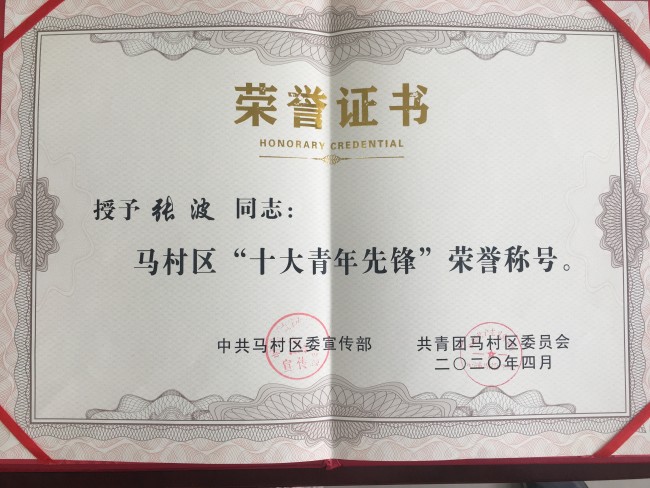 荣誉证书
HONORARY CREDENTIAL
授予 张波 同志：
马村区“十大青年先锋”荣誉称号。
中共马村区委宣传部 共青团马村区委员会
二〇二〇年四月